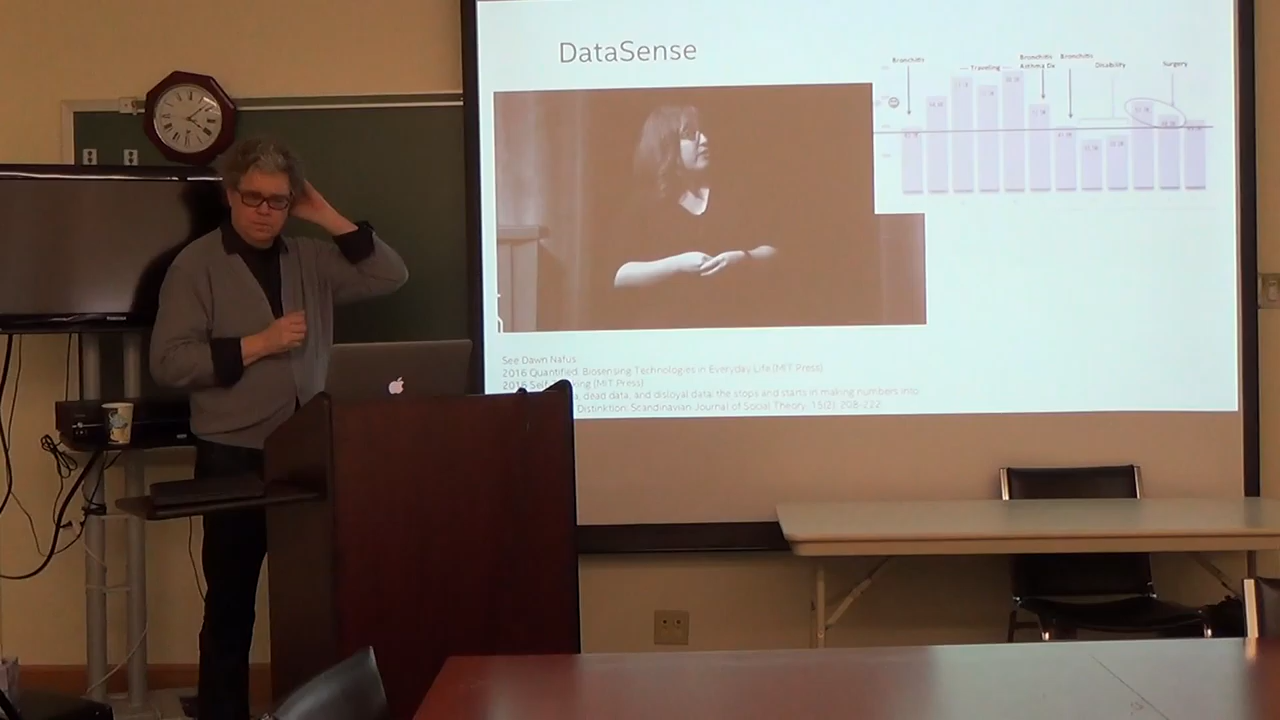 DataSense
Bronchitis
Traveling
Bronchitis
Asthma Dx
Bronchitis
Disability
Surgery
See Dawn Nafus
2016 Quantified: Biosensing Technologies in Everyday Life (MIT Press)
2016 Self-Tracking (MIT Press)
dead data, and disloyal data: the stops and starts in making numbers into
Distinktion: Scandinavian Journal of Social Theory, 15(2): 208-222